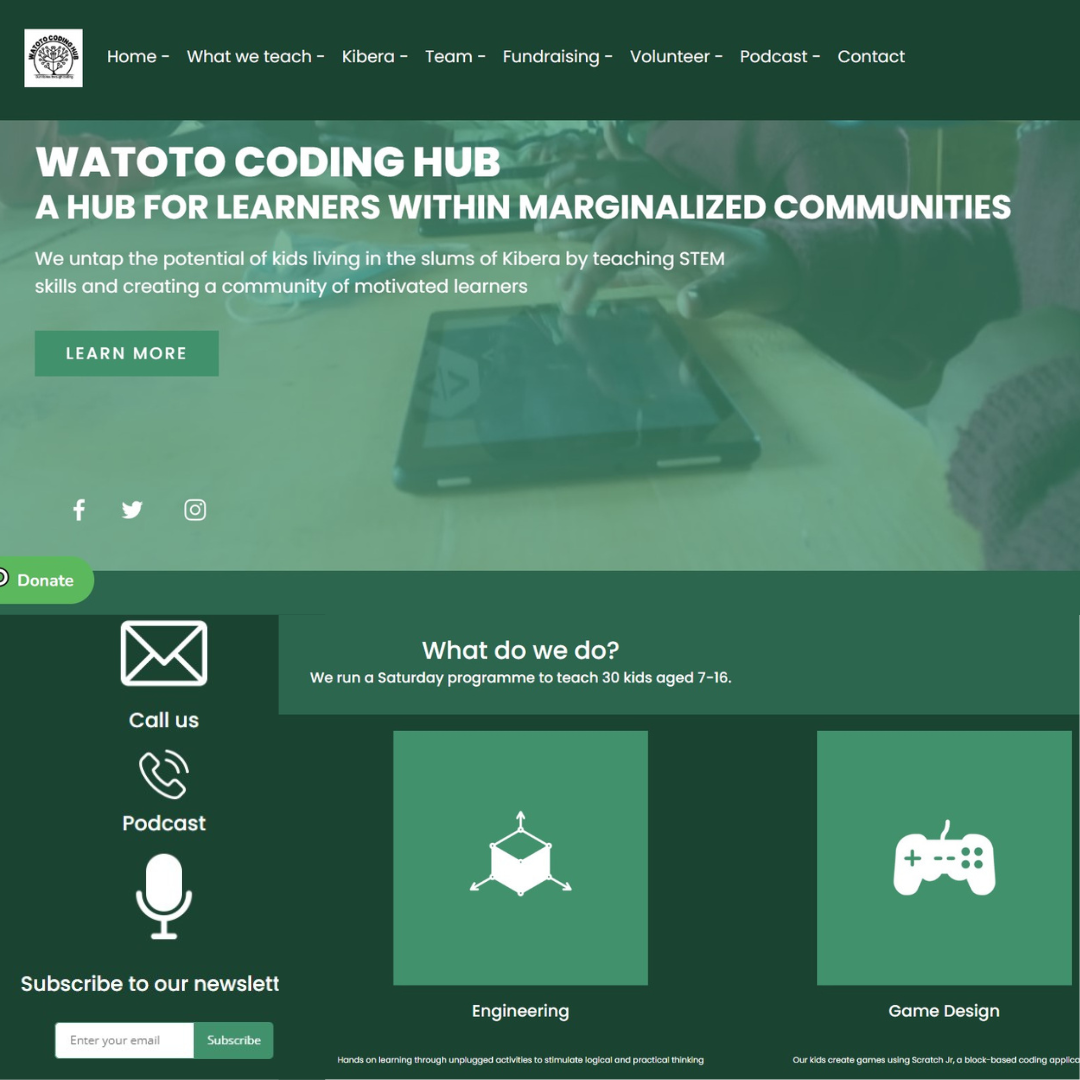 WATOTO CODING HUB
Home - What we teach - Kibera - Team - Fundraising - Volunteer - Podcast - Contact
WATOTO CODING HUB
A HUB FOR LEARNERS WITHIN MARGINALIZED COMMUNITIES
We untap the potential of kids living in the slums of Kibera by teaching STEM
skills and creating a community of motivated learners
LEARN MORE
Donate
What do we do?
We run a Saturday programme to teach 30 kids aged 7-16.
Call us
Podcast
Subscribe to our newslett
Enter your email
Subscribe
Engineering
Hands on learning through unplugged activities to stimulate logical and practical thinking
Game Design
Our kids create games using Scratch Jr, a block-based coding applica